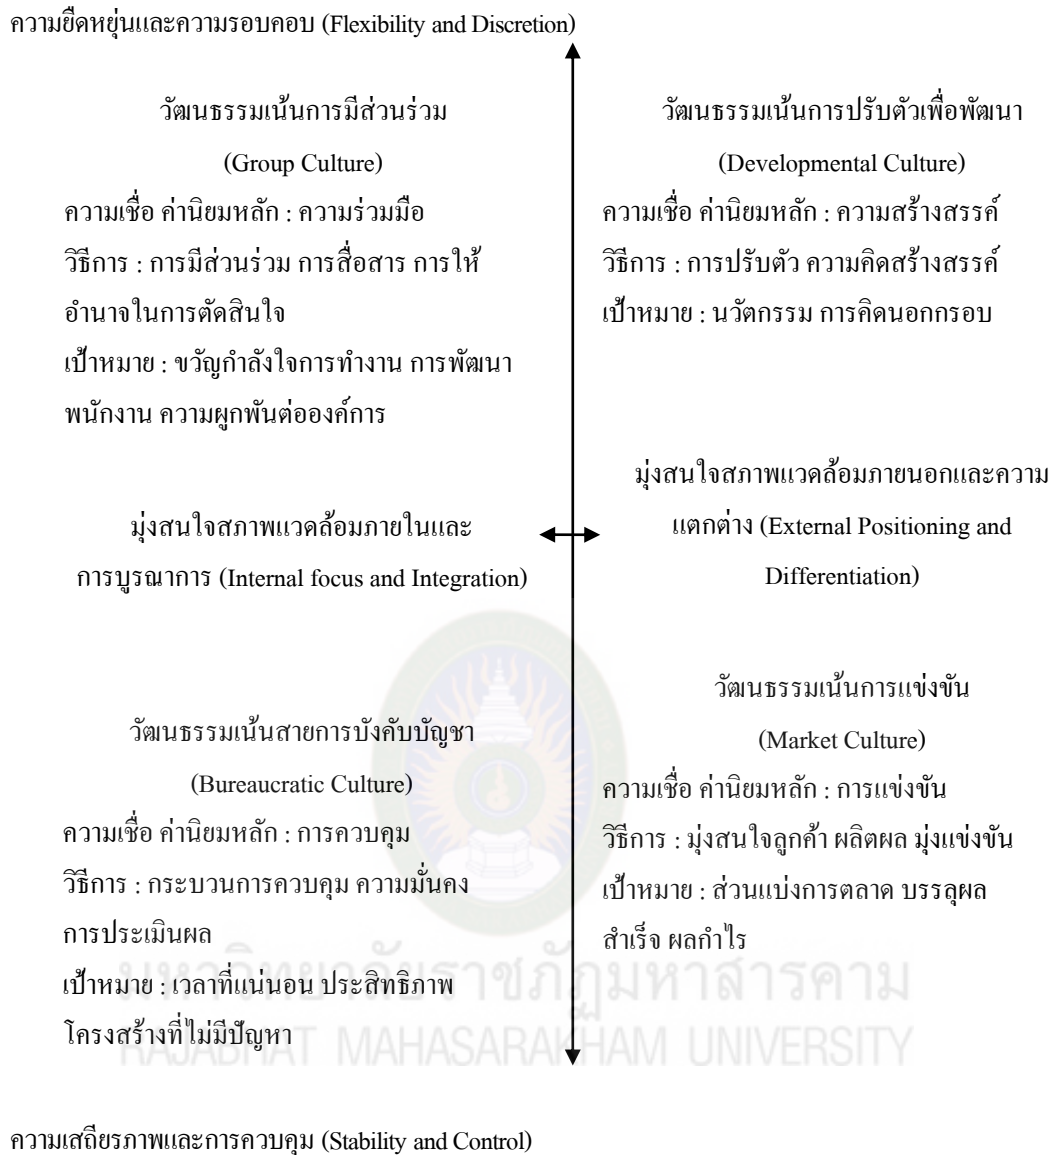 ความยืดหยุ่นและความรอบคอบ (Flexibility and Discretion)
วัฒนธรรมเน้นการมีส่วนร่วม
(Group Culture)
ความเชื่อ ค่านิยมหลัก : ความร่วมมือ
วิธีการ : การมีส่วนร่วม การสื่อสาร การให้
อำนาจในการตัดสินใจ
เป้าหมาย : ขวัญกำลังใจการทำงาน การพัฒนา
พนักงาน ความผูกพันต่อองค์การ
วัฒนธรรมเน้นการปรับตัวเพื่อพัฒนา
(Developmental Culture)
ความเชื่อ ค่านิยมหลัก : ความสร้างสรรค์
วิธีการ : การปรับตัว ความคิดสร้างสรรค์
เป้าหมาย : นวัตกรรม การคิดนอกกรอบ
มุ่งสนใจสภาพแวดล้อมภายในและ
การบูรณาการ (Internal focus and Integration)
มุ่งสนใจสภาพแวดล้อมภายนอกและความ
แตกต่าง (External Positioning and
Differentiation)
วัฒนธรรมเน้นสายการบังคับบัญชา
(Bureaucratic Culture)
ความเชื่อ ค่านิยมหลัก : การควบคุม
วิธีการ : กระบวนการควบคุม ความมั่นคง
การประเมินผล
เป้าหมาย : เวลาที่แน่นอน ประสิทธิภาพ
โครงสร้างที่ไม่มีปัญหา
วัฒนธรรมเน้นการแข่งขัน
(Market Culture)
ความเชื่อ ค่านิยมหลัก : การแข่งขัน
วิธีการ : มุ่งสนใจลูกค้า ผลิตผล มุ่งแข่งขัน
เป้าหมาย : ส่วนแบ่งการตลาด บรรลุผล
สำเร็จ ผลกำไร
มหาวิทยาลัยราชภัฏมหาสารคาม
RAJABHAT MAHASARAKHAM UNIVERSITY
ความเสถียรภาพและการควบคุม (Stability and Control)